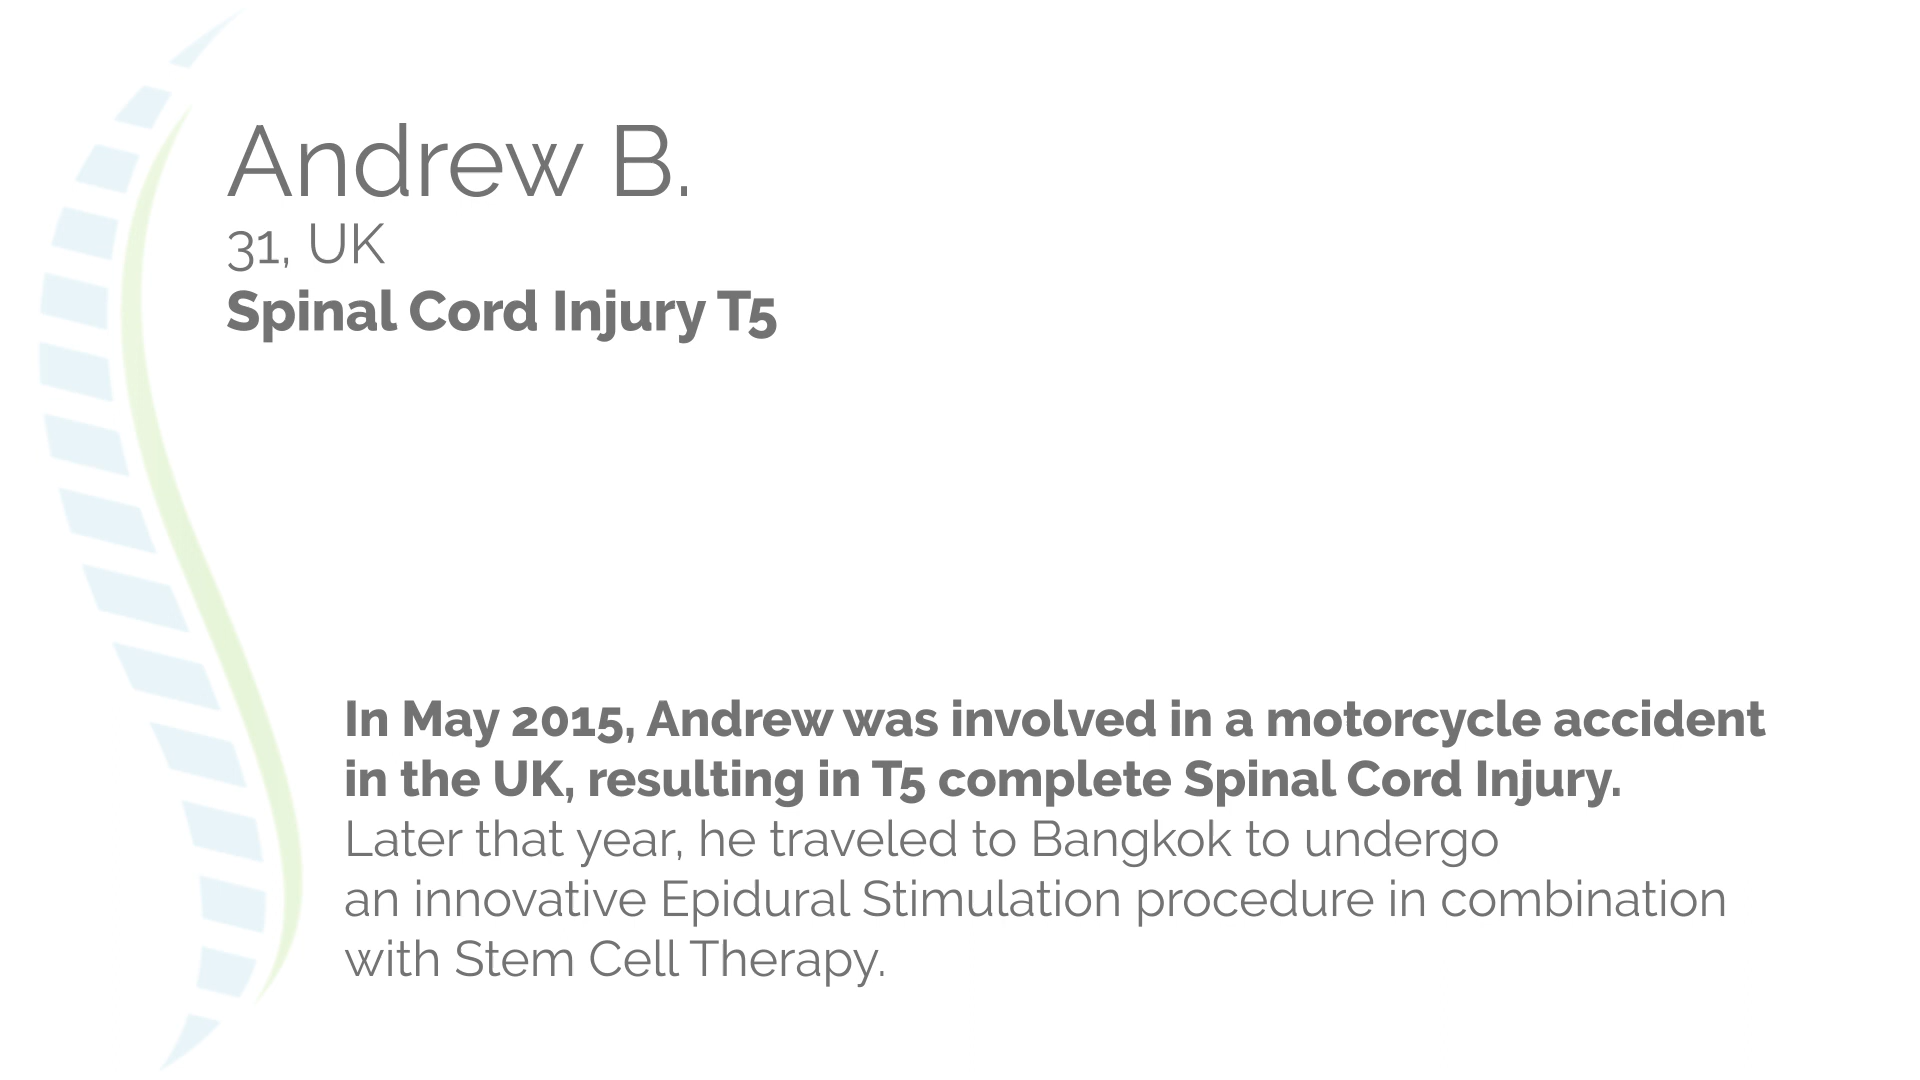 Andrew B.
31, UK
Spinal Cord Injury T5
In May 2015, Andrew was involved in a motorcycle accident
in the UK, resulting in T5 complete Spinal Cord Injury.
Later that year, he traveled to Bangkok to undergo
an innovative Epidural Stimulation procedure in combination
with Stem Cell Therapy.